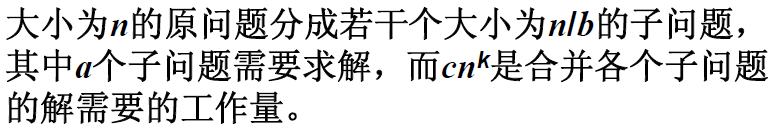 大小为n的原问题分成若干个大小为n/b的子问题，
其中a个子问题需要求解，而cnᵏ是合并各个子问题
的解需要的工作量。